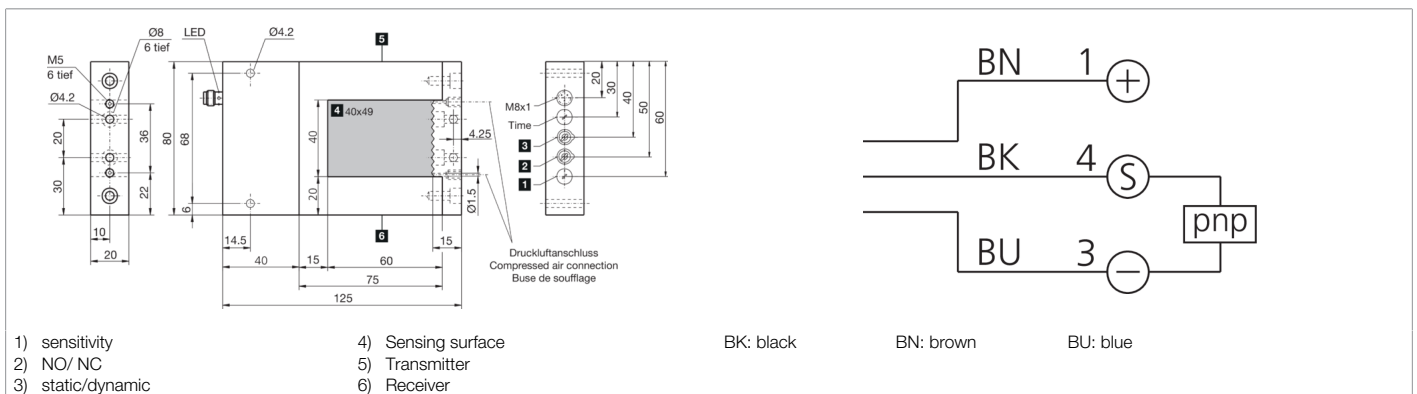 Ø8
6 tief
LED
Ø4.2
5
M5
6 tief
Ø4.2
20
36
30
22
10
20
80
68
6
4 40x49
40
20
4.25
Ø1.5
6
14.5
15
40
15
60
75
125
Druckluftanschluss
Compressed air connection
Buse de soufflage
20
30
40
50
60
M8x1
Time
3
2
1
BN 1 +
BK 4 S
pnp
BU 3 −
1) sensitivity
2) NO/ NC
3) static/dynamic
4) Sensing surface
5) Transmitter
6) Receiver
BK: black
BN: brown
BU: blue